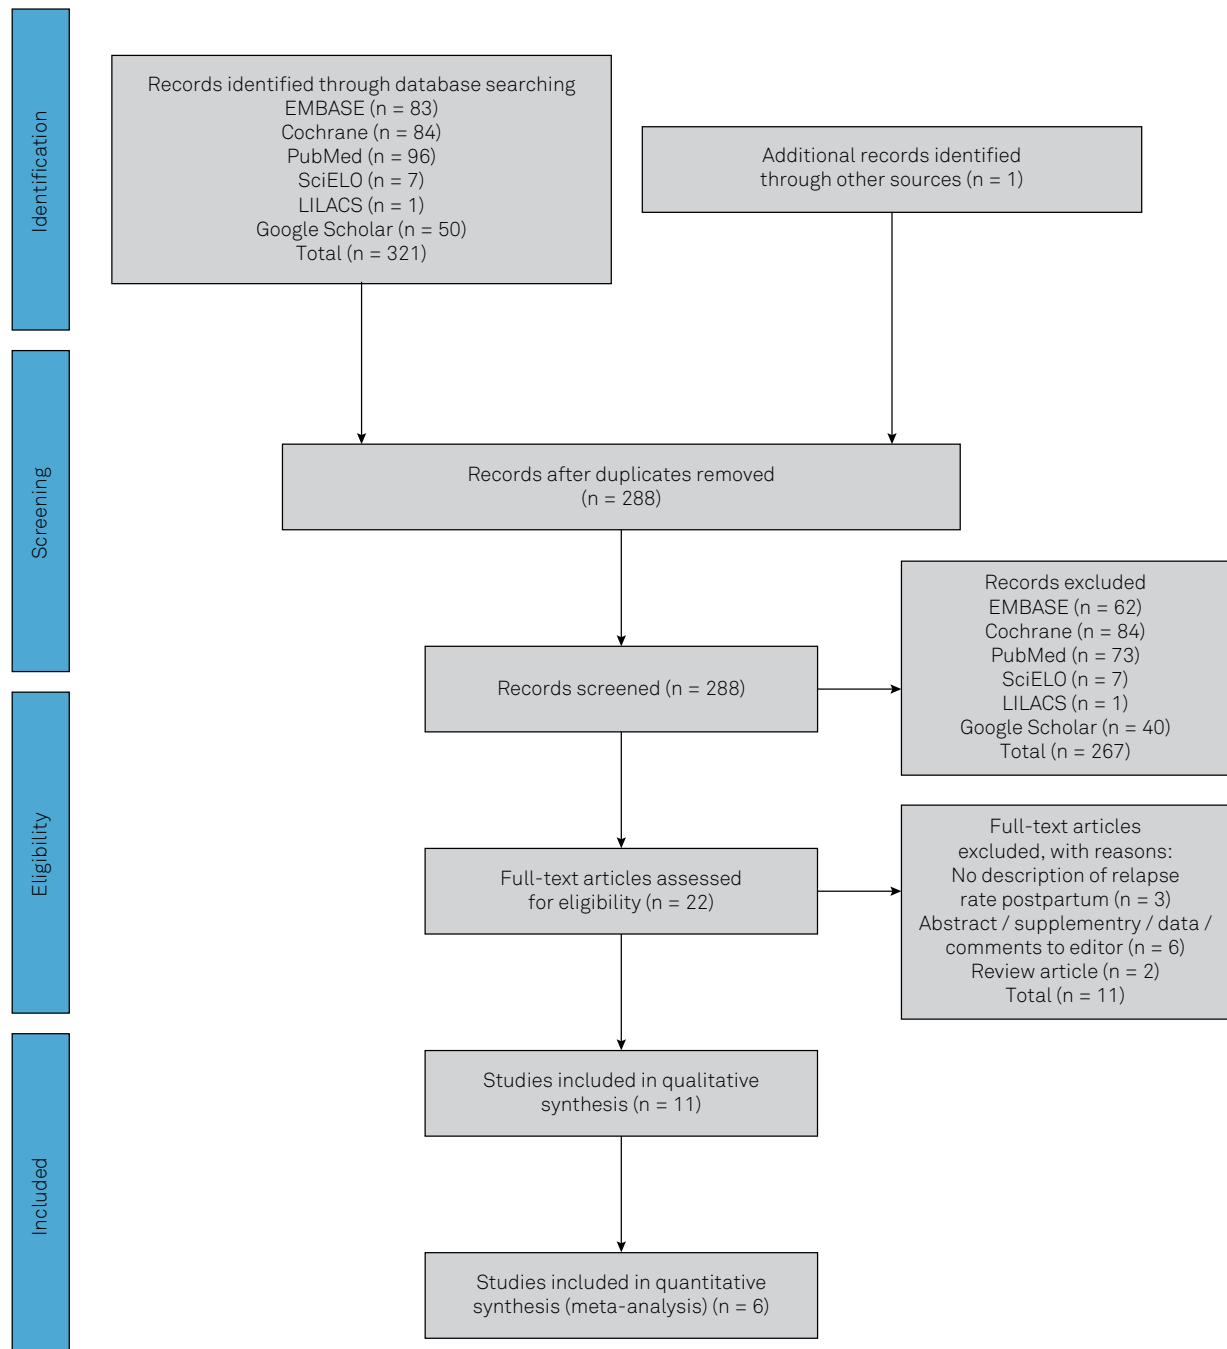 Identification
Records identified through database searching
EMBASE (n = 83)
Cochrane (n = 84)
PubMed (n = 96)
SciELO (n = 7)
LILACS (n = 1)
Google Scholar (n = 50)
Total (n = 321)
Additional records identified
through other sources (n = 1)
Screening
Records after duplicates removed
(n = 288)
Records screened (n = 288)
Records excluded
EMBASE (n = 62)
Cochrane (n = 84)
PubMed (n = 73)
SciELO (n = 7)
LILACS (n = 1)
Google Scholar (n = 40)
Total (n = 267)
Eligibility
Full-text articles assessed
for eligibility (n = 22)
Full-text articles
excluded, with reasons:
No description of relapse
rate postpartum (n = 3)
Abstract / supplementry / data /
comments to editor (n = 6)
Review article (n = 2)
Total (n = 11)
Included
Studies included in qualitative
synthesis (n = 11)
Studies included in quantitative
synthesis (meta-analysis) (n = 6)